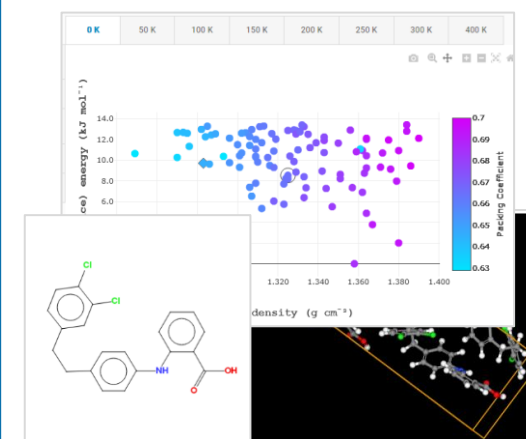 0 K 50 K 100 K 150 K 200 K 250 K 300 K 400 K
ce) energy (kJ mol⁻¹)
14.0
12.0
10.0
8.0
6.0
0.7
0.69
0.68
0.67
0.66
0.65
0.64
0.63
Packing Coefficient
1.320 1.340 1.360 1.380 1.400
density (g cm⁻³)
Cl
Cl
NH
OH
O